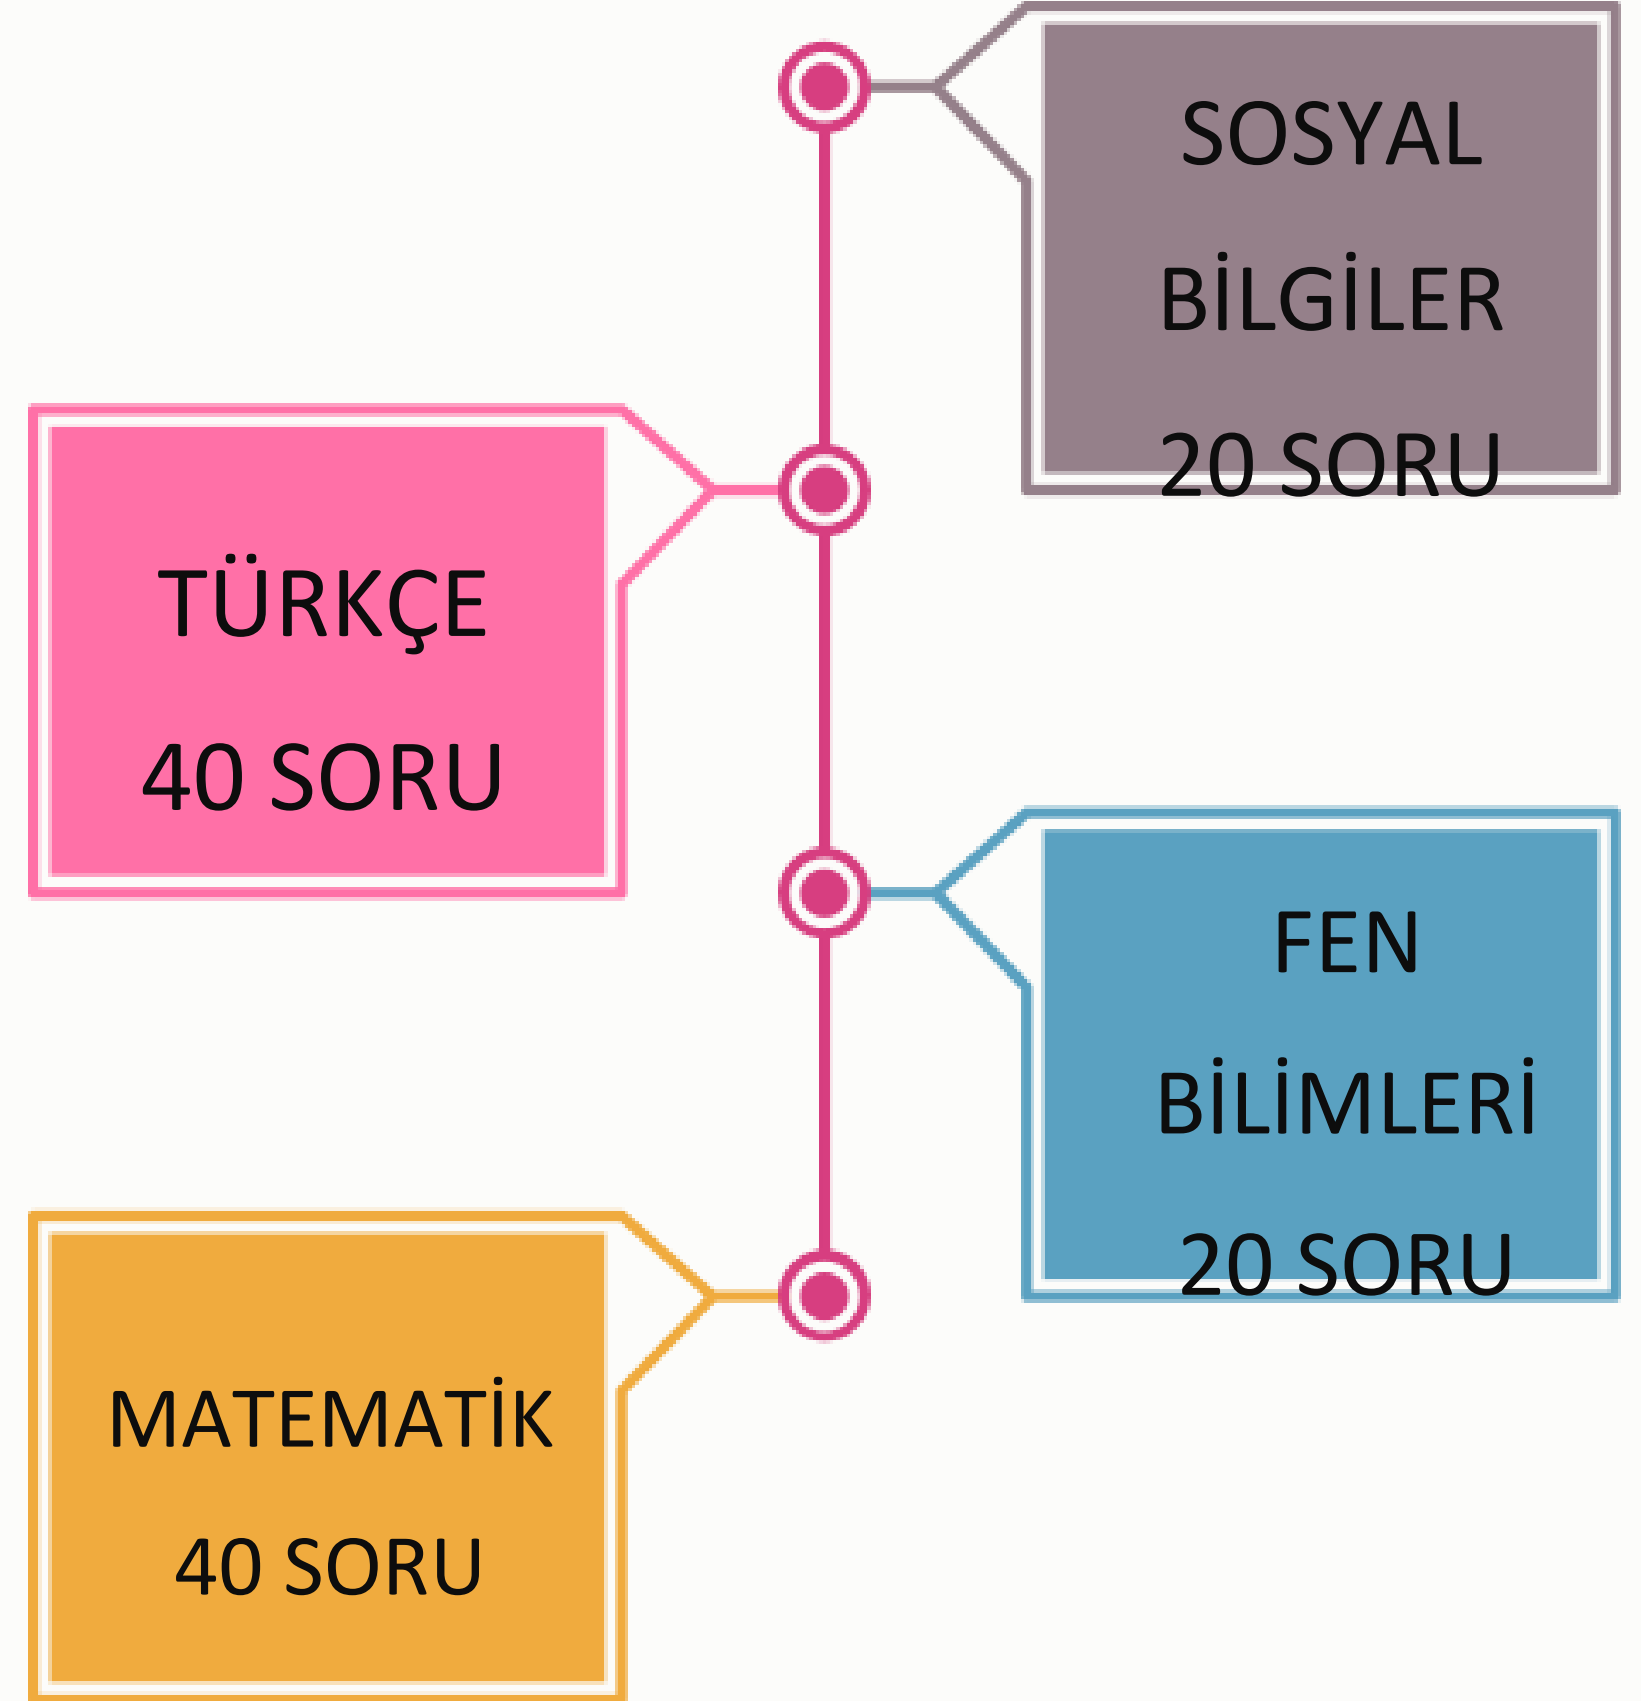 SOSYAL
BİLGİLER
20 SORU
TÜRKÇE
40 SORU
FEN
BİLİMLERİ
20 SORU
MATEMATİK
40 SORU